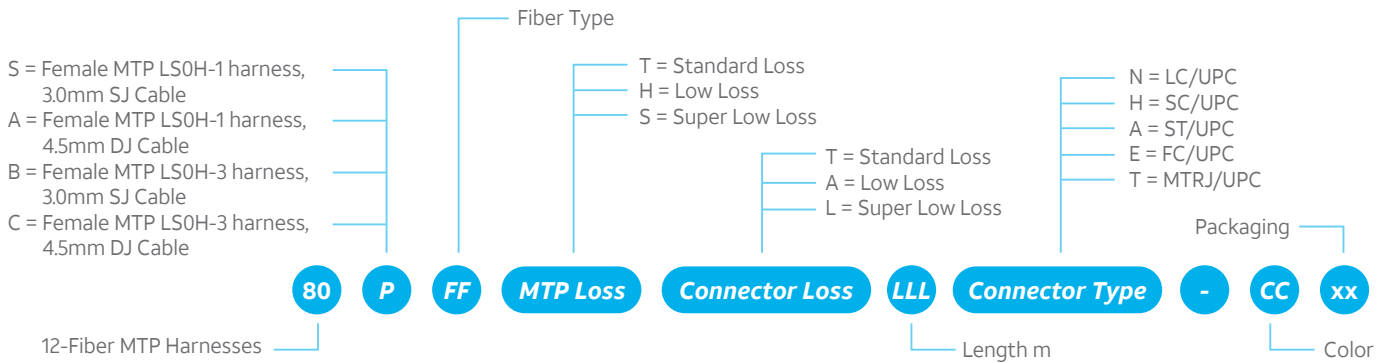 Fiber Type
S = Female MTP LS0H-1 harness,
3.0mm SJ Cable
A = Female MTP LS0H-1 harness,
4.5mm DJ Cable
B = Female MTP LS0H-3 harness,
3.0mm SJ Cable
C = Female MTP LS0H-3 harness,
4.5mm DJ Cable
T = Standard Loss
H = Low Loss
S = Super Low Loss
T = Standard Loss
A = Low Loss
L = Super Low Loss
N = LC/UPC
H = SC/UPC
A = ST/UPC
E = FC/UPC
T = MTRJ/UPC
Packaging
80 P FF MTP Loss Connector Loss LLL Connector Type - CC xx
12-Fiber MTP Harnesses
Length m
Color